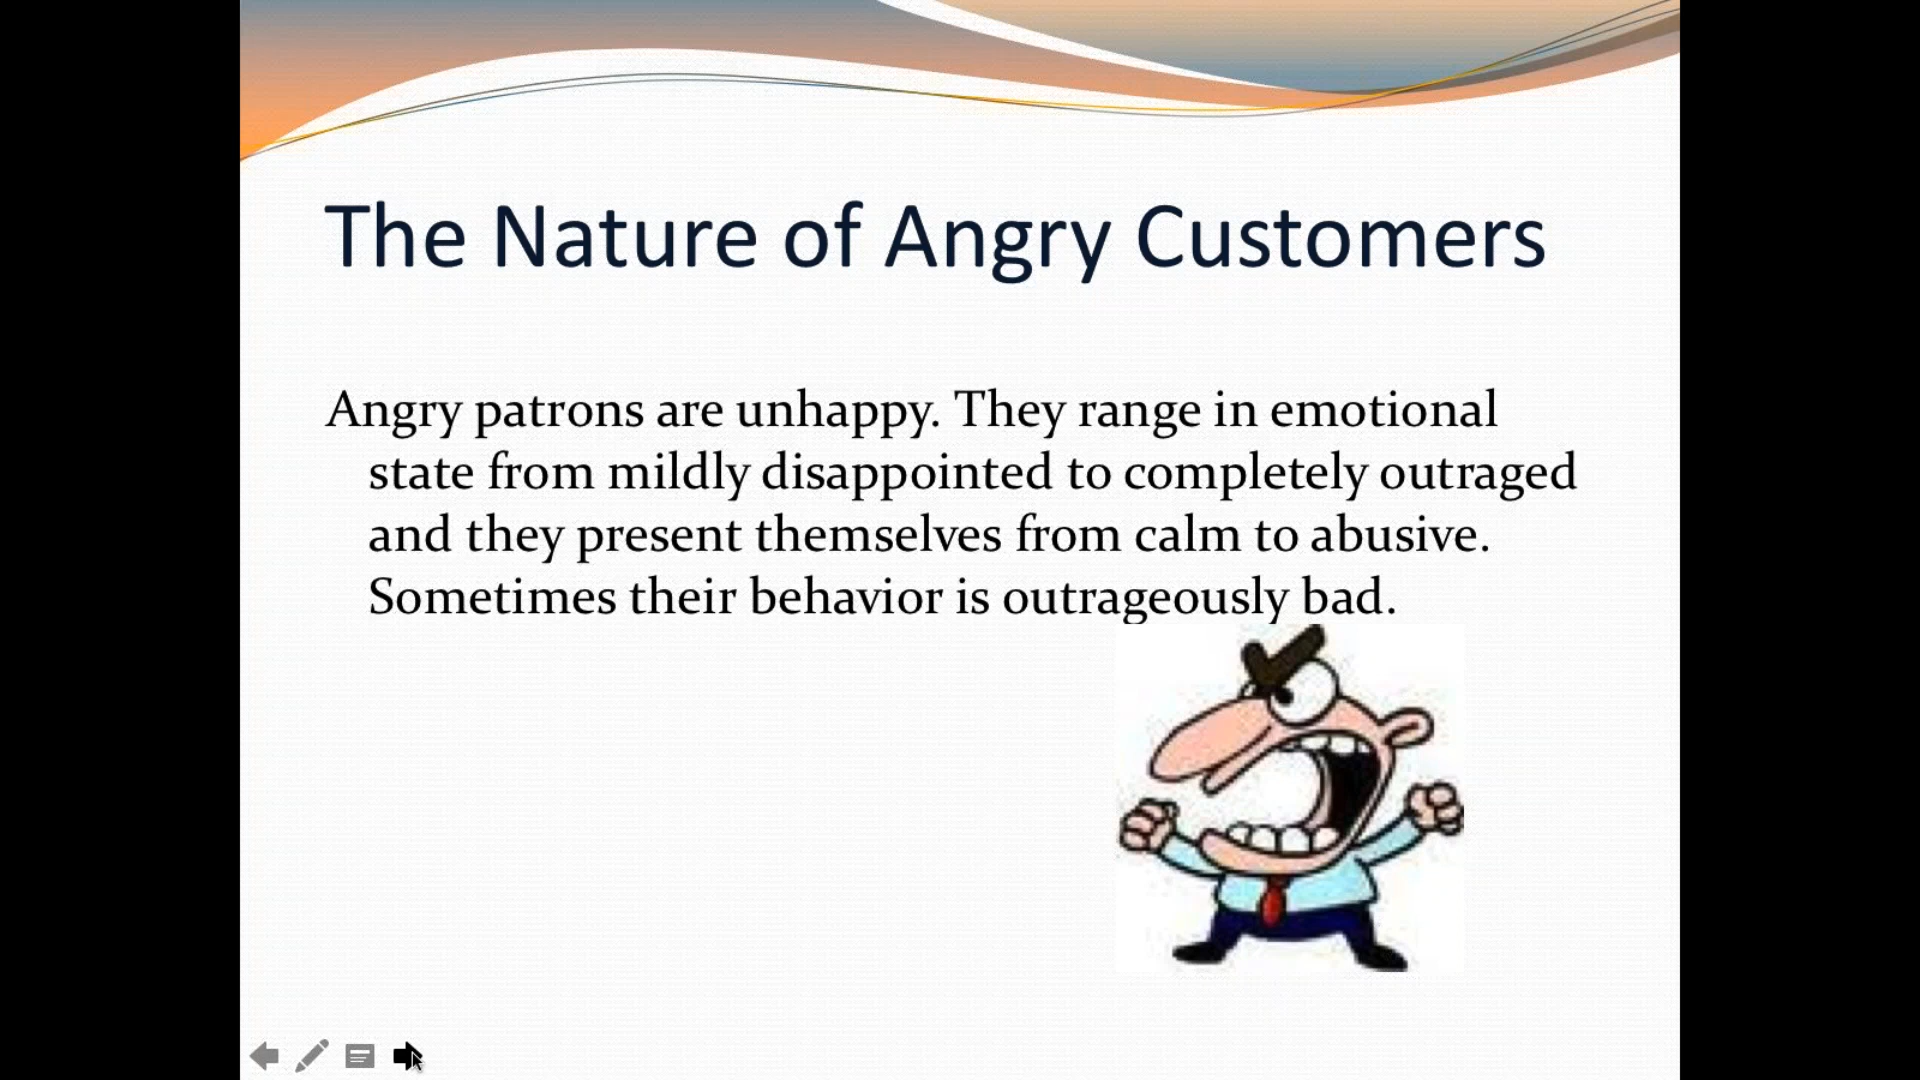 The Nature of Angry Customers
Angry patrons are unhappy. They range in emotional
state from mildly disappointed to completely outraged
and they present themselves from calm to abusive.
Sometimes their behavior is outrageously bad.